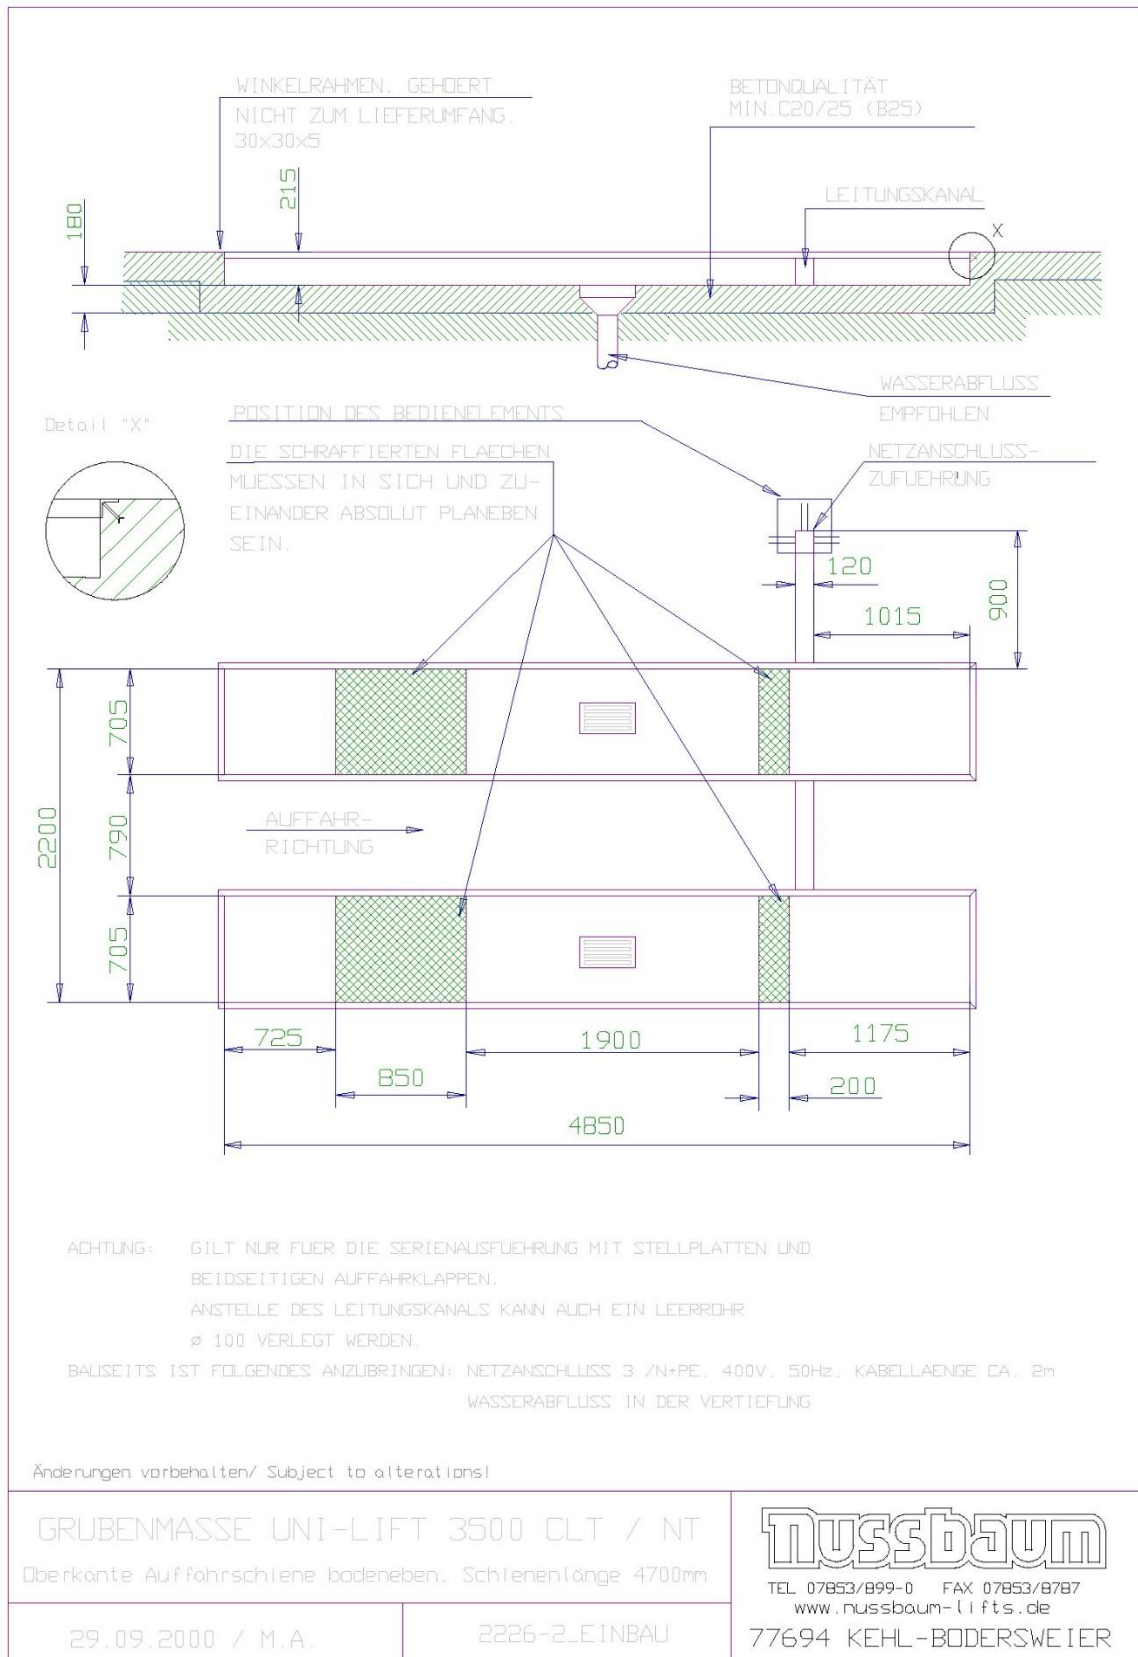 WINKELRAHMEN. GEHOERT
NICHT ZUM LIEFERUMFANG.
30x30x5
BETONQUALITÄT
MIN.C20/25 (B25)
215
180
LEITUNGSKANAL
X
WASSERABFLUSS
EMPFOHLEN
Detail "X"
POSITION DES BEDIENELEMENTS
DIE SCHRAFFIERTEN FLAECHEN
MUESSEN IN SICH UND ZU-
EINANDER ABSOLUT PLANEBEN
SEIN.
NETZANSCHLUSS-
ZUFUEHRUNG
120
900
1015
705
790
2200
AUFFAHR-
RICHTUNG
705
725
1900
1175
850
200
4850
ACHTUNG: GILT NUR FUER DIE SERIENAUSFUEHRUNG MIT STELLPLATTEN UND
BEIDSEITIGEN AUFFAHRKLAPPEN.
ANSTELLE DES LEITUNGSKANALS KANN AUCH EIN LEERROHR
ø 100 VERLEGT WERDEN.
BAUSEITS IST FOLGENDES ANZUBRINGEN: NETZANSCHLUSS 3 /N+PE, 400V, 50Hz, KABELLAENGE CA. 2m
WASSERABFLUSS IN DER VERTIEFUNG
Änderungen vorbehalten/ Subject to alterations!
GRUBENMASSE UNI-LIFT 3500 CLT / NT
Oberkante Auffahrschiene bodeneben. Schienenlänge 4700mm
29.09.2000 / M.A.
2226-2_EINBAU
nussbaum
TEL 07853/899-0 FAX 07853/8787
www.nussbaum-lifts.de
77694 KEHL-BODERSWEIER